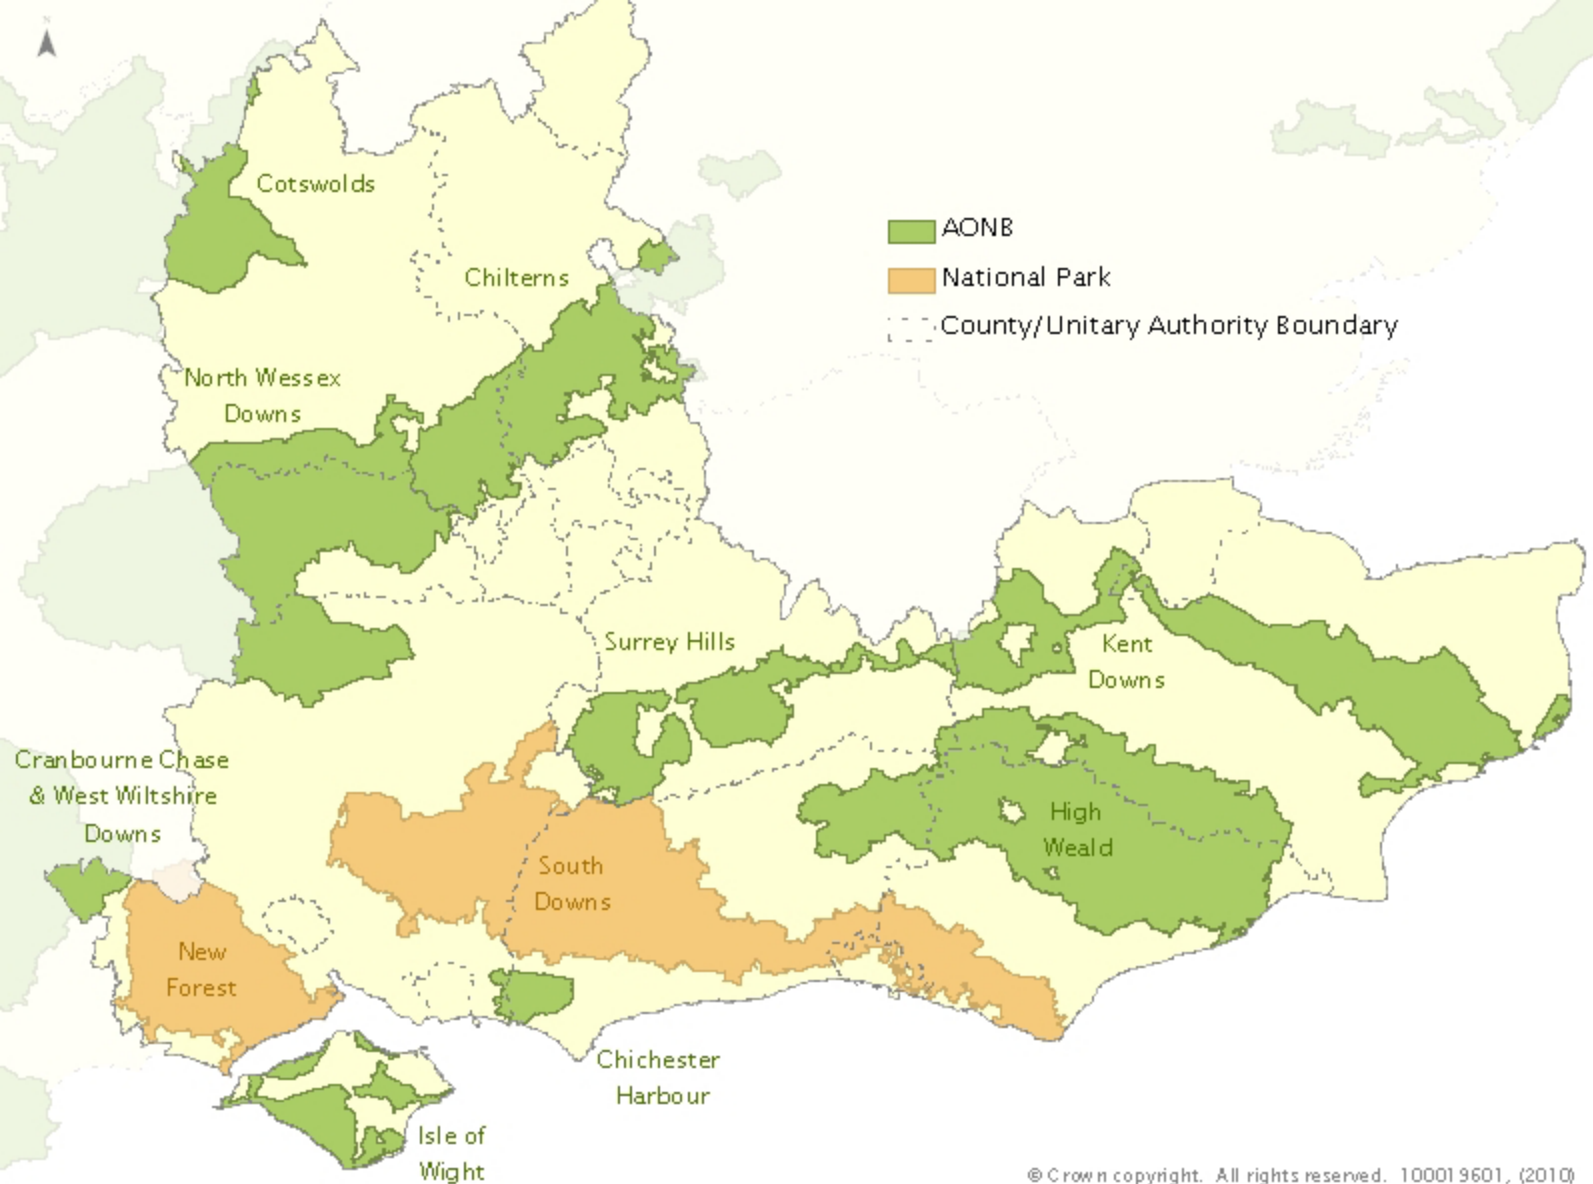 N
Cotswolds
AONB
Chilterns
National Park
County/Unitary Authority Boundary
North Wessex
Downs
Surrey Hills
Kent
Downs
Cranbourne Chase
& West Wiltshire
Downs
High
Weald
South
Downs
New
Forest
Chichester
Harbour
Isle of
Wight
© Crown copyright. All rights reserved. 100019601, (2010)